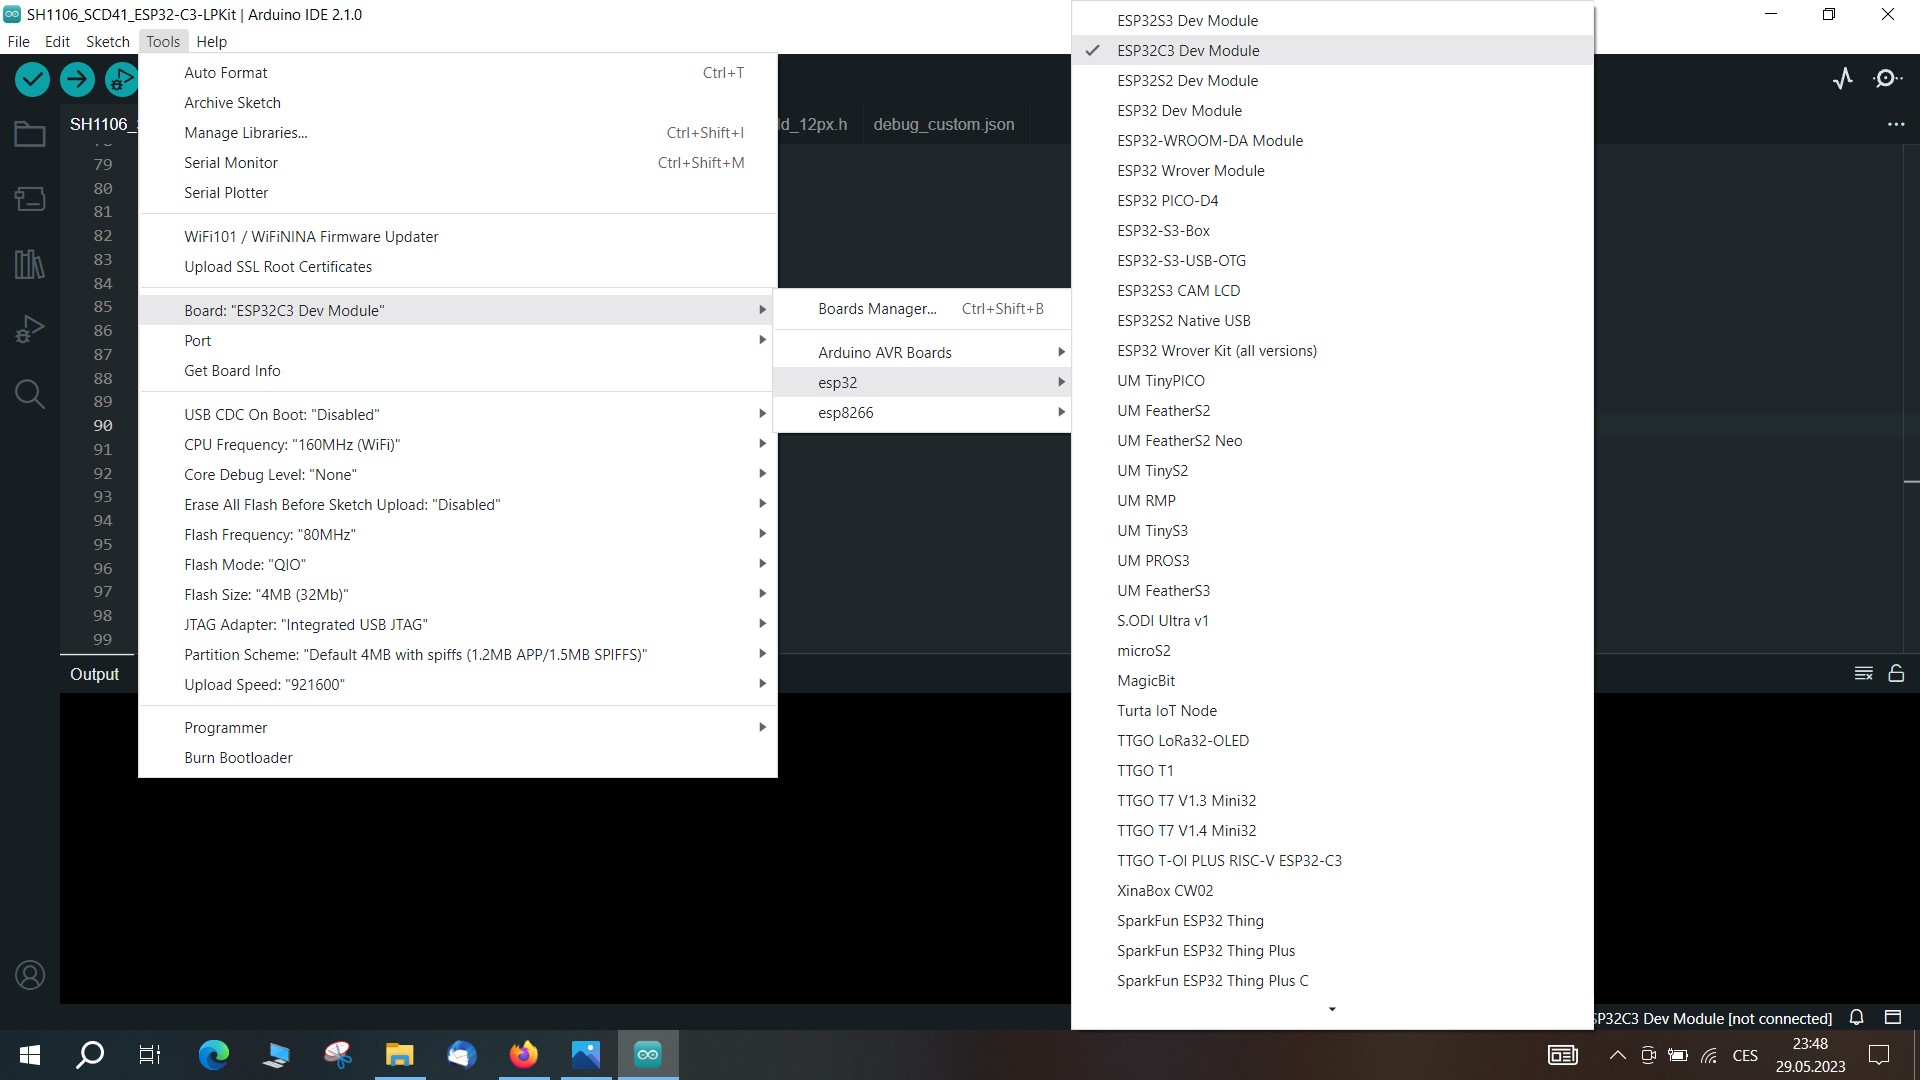 SH1106_SCD41_ESP32-C3-LPKit | Arduino IDE 2.1.0
File Edit Sketch Tools Help
SH1106_
ld_12px.h
debug_custom.json
79
80
81
82
83
84
85
86
87
88
89
90
91
92
93
94
95
96
97
98
99
Output
Auto Format Ctrl+T
Archive Sketch
Manage Libraries... Ctrl+Shift+I
Serial Monitor Ctrl+Shift+M
Serial Plotter
WiFi101 / WiFiNINA Firmware Updater
Upload SSL Root Certificates
Board: "ESP32C3 Dev Module"
Port
Get Board Info
USB CDC On Boot: "Disabled"
CPU Frequency: "160MHz (WiFi)"
Core Debug Level: "None"
Erase All Flash Before Sketch Upload: "Disabled"
Flash Frequency: "80MHz"
Flash Mode: "QIO"
Flash Size: "4MB (32Mb)"
JTAG Adapter: "Integrated USB JTAG"
Partition Scheme: "Default 4MB with spiffs (1.2MB APP/1.5MB SPIFFS)"
Upload Speed: "921600"
Programmer
Burn Bootloader
Boards Manager... Ctrl+Shift+B
Arduino AVR Boards
esp32
esp8266
ESP32S3 Dev Module
ESP32C3 Dev Module
ESP32S2 Dev Module
ESP32 Dev Module
ESP32-WROOM-DA Module
ESP32 Wrover Module
ESP32 PICO-D4
ESP32-S3-Box
ESP32-S3-USB-OTG
ESP32S3 CAM LCD
ESP32S2 Native USB
ESP32 Wrover Kit (all versions)
UM TinyPICO
UM FeatherS2
UM FeatherS2 Neo
UM TinyS2
UM RMP
UM TinyS3
UM PROS3
UM FeatherS3
S.ODI Ultra v1
microS2
MagicBit
Turta IoT Node
TTGO LoRa32-OLED
TTGO T1
TTGO T7 V1.3 Mini32
TTGO T7 V1.4 Mini32
TTGO T-OI PLUS RISC-V ESP32-C3
XinaBox CW02
SparkFun ESP32 Thing
SparkFun ESP32 Thing Plus
SparkFun ESP32 Thing Plus C
SP32C3 Dev Module [not connected]
CES
23:48
29.05.2023